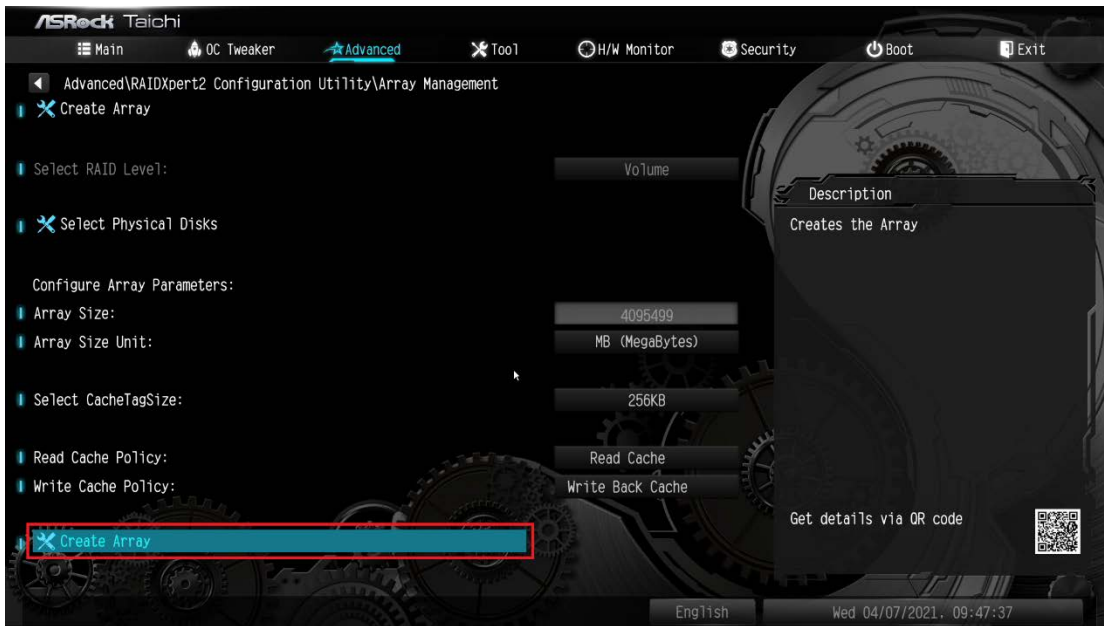 ASRock Taichi
Main OC Tweaker Advanced Tool H/W Monitor Security Boot Exit
Advanced\RAIDXpert2 Configuration Utility\Array Management
Create Array
Select RAID Level: Volume
Select Physical Disks
Configure Array Parameters:
Array Size: 4095499
Array Size Unit: MB (MegaBytes)
Select CacheTagSize: 256KB
Read Cache Policy: Read Cache
Write Cache Policy: Write Back Cache
Create Array
Description
Creates the Array
Get details via QR code
English Wed 04/07/2021. 09:47:37